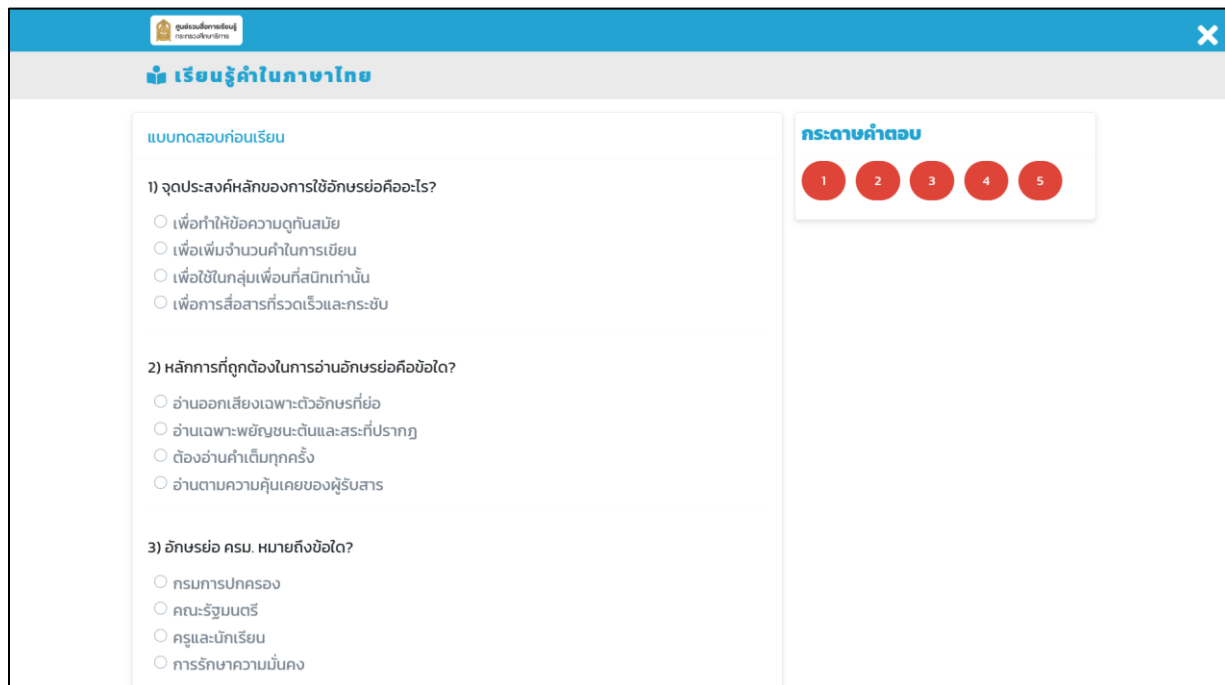 ศูนย์รวมสื่อการเรียนรู้
กระทรวงศึกษาธิการ
เรียนรู้คำในภาษาไทย
แบบทดสอบก่อนเรียน
1) จุดประสงค์หลักของการใช้อักษรย่อคืออะไร?
เพื่อทำให้ข้อความดูทันสมัย
เพื่อเพิ่มจำนวนคำในการเขียน
เพื่อใช้ในกลุ่มเพื่อนที่สนิทเท่านั้น
เพื่อการสื่อสารที่รวดเร็วและกระชับ
2) หลักการที่ถูกต้องในการอ่านอักษรย่อคือข้อใด?
อ่านออกเสียงเฉพาะตัวอักษรที่ย่อ
อ่านเฉพาะพยัญชนะต้นและสระที่ปรากฏ
ต้องอ่านคำเต็มทุกครั้ง
อ่านตามความคุ้นเคยของผู้รับสาร
3) อักษรย่อ ครม. หมายถึงข้อใด?
กรมการปกครอง
คณะรัฐมนตรี
ครูและนักเรียน
การรักษาความมั่นคง
กระดาษคำตอบ
1 2 3 4 5